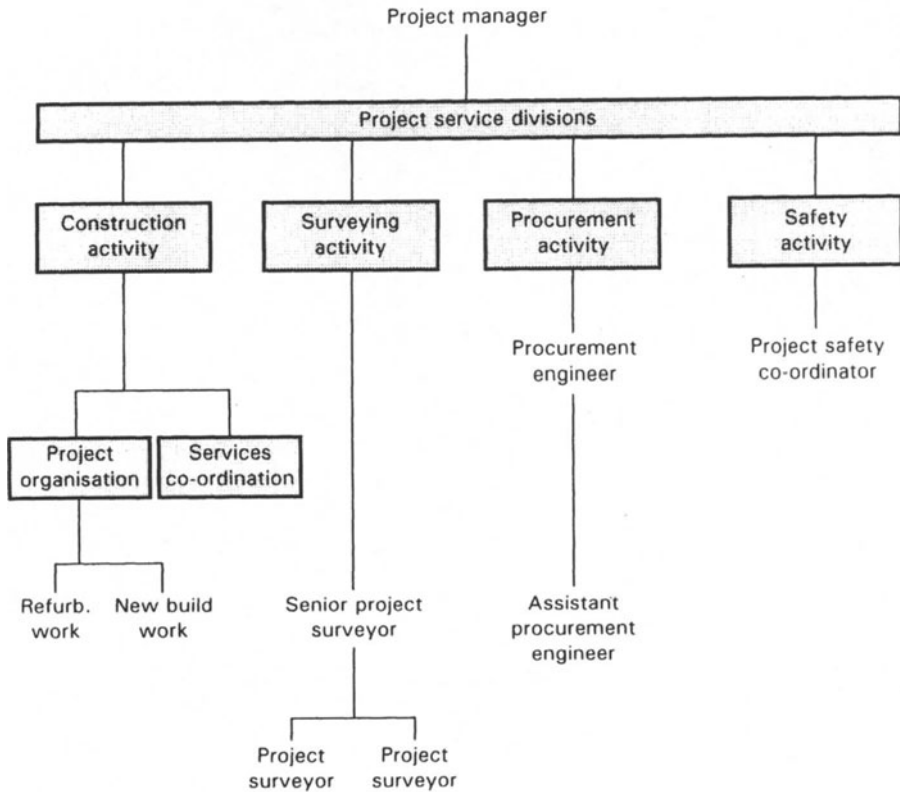 Project manager
Project service divisions
Construction
activity
Surveying
activity
Procurement
activity
Safety
activity
Procurement
engineer
Project safety
co-ordinator
Project
organisation
Services
co-ordination
Refurb.
work
New build
work
Senior project
surveyor
Assistant
procurement
engineer
Project
surveyor
Project
surveyor